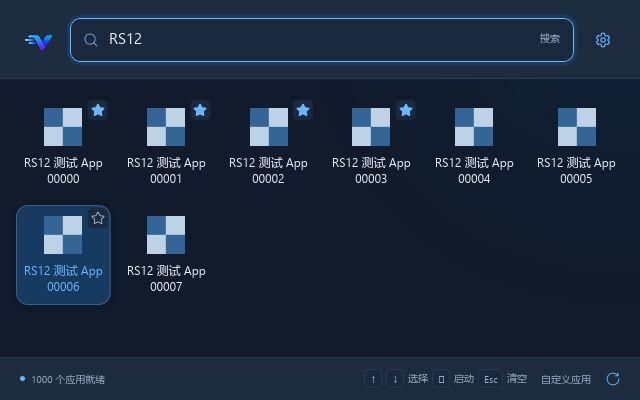 RS12 搜索
RS12 测试 App 00000
RS12 测试 App 00001
RS12 测试 App 00002
RS12 测试 App 00003
RS12 测试 App 00004
RS12 测试 App 00005
RS12 测试 App 00006
RS12 测试 App 00007
1000 个应用就绪 ↑ ↓ 选择 启动 Esc 清空 自定义应用